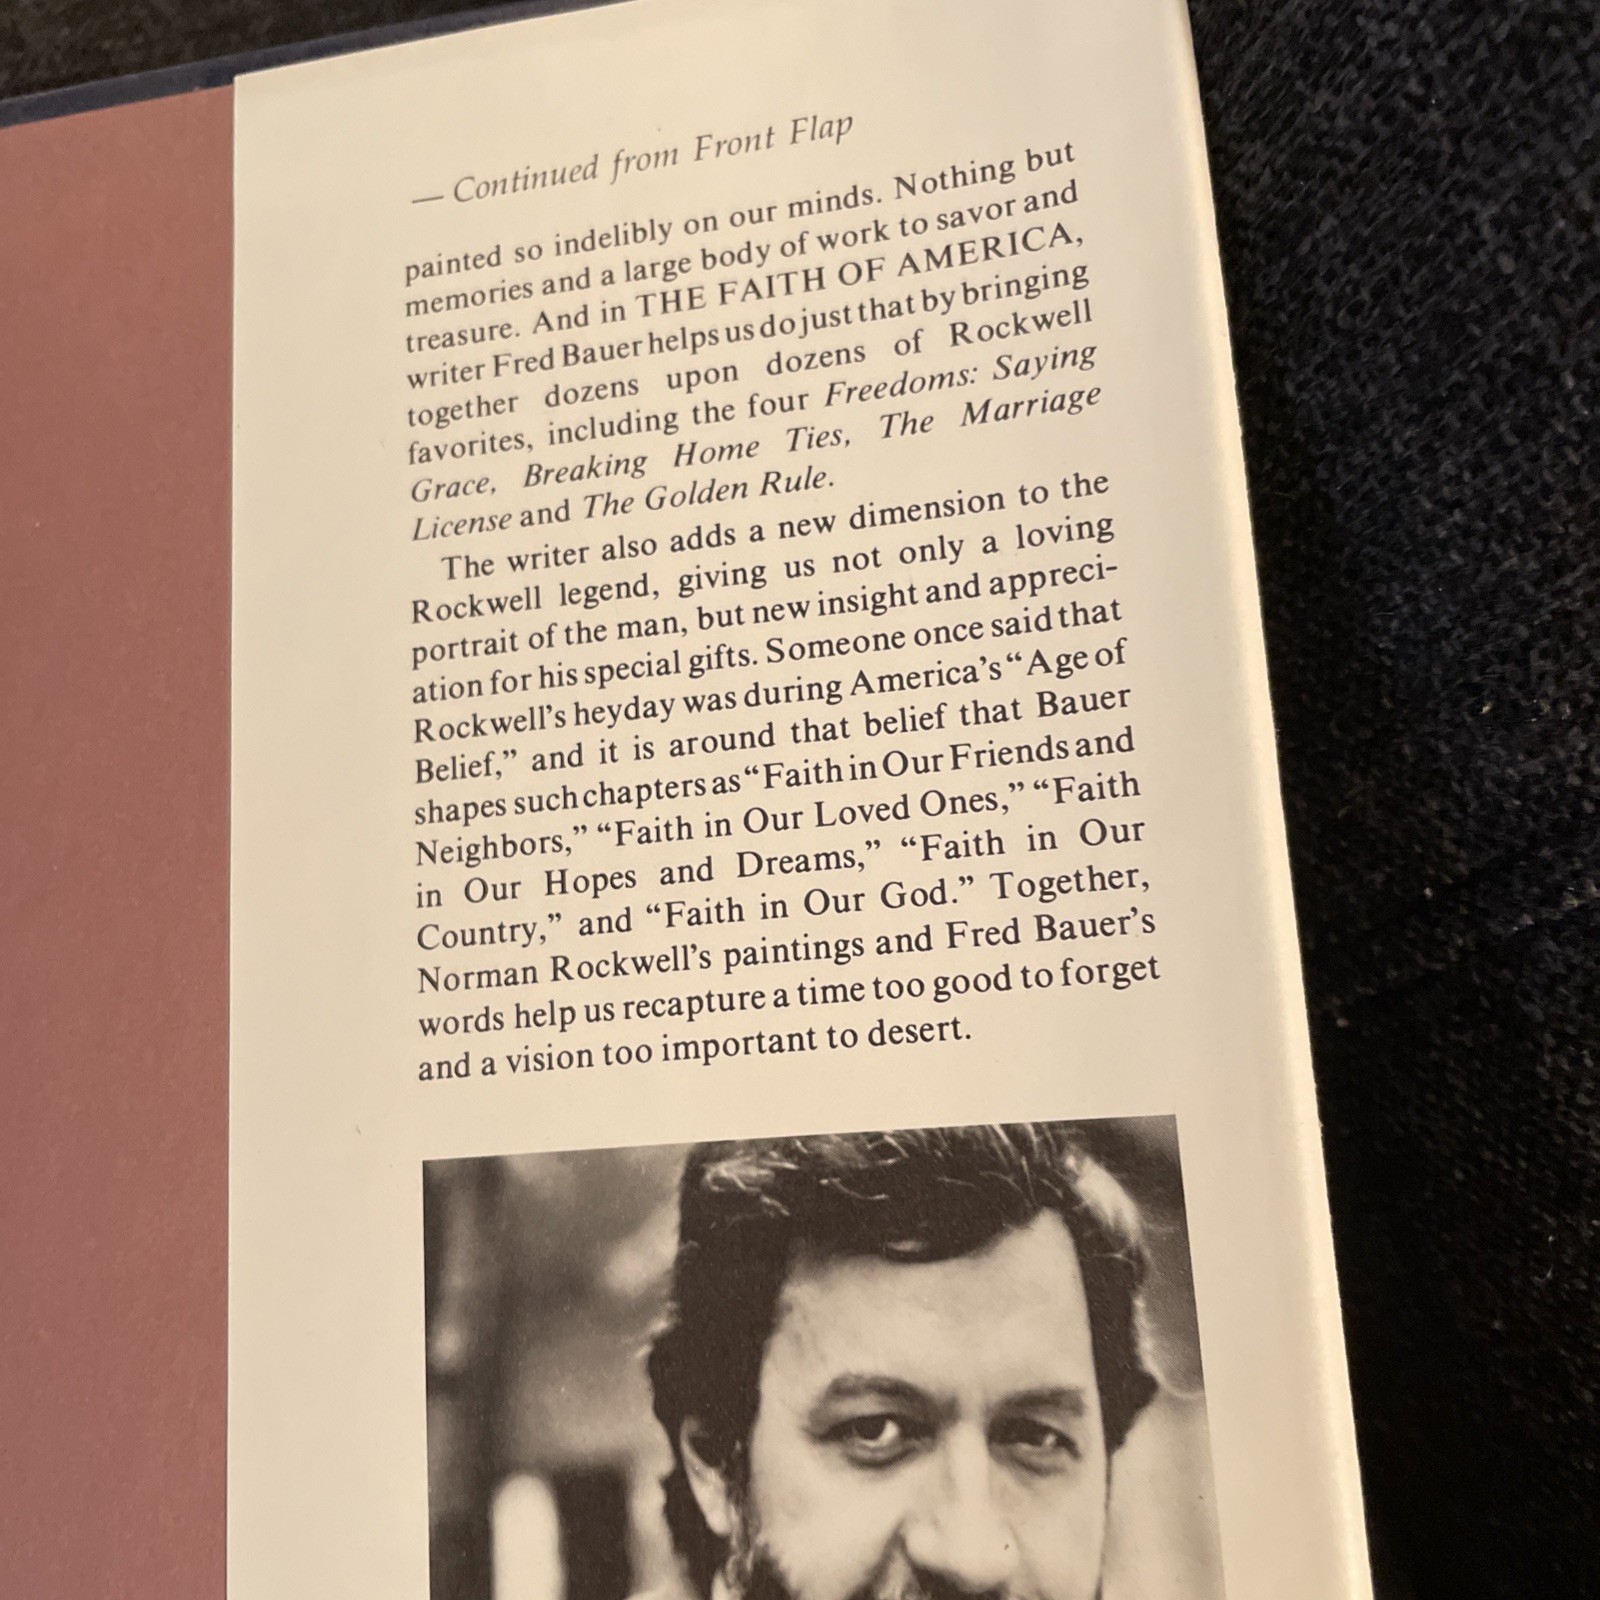 — Continued from Front Flap
painted so indelibly on our minds. Nothing but
memories and a large body of work to savor and
treasure. And in THE FAITH OF AMERICA,
writer Fred Bauer helps us do just that by bringing
together dozens upon dozens of Rockwell
favorites, including the four Freedoms: Saying
Grace, Breaking Home Ties, The Marriage
License and The Golden Rule.
The writer also adds a new dimension to the
Rockwell legend, giving us not only a loving
portrait of the man, but new insight and appreci-
ation for his special gifts. Someone once said that
Rockwell’s heyday was during America’s “Age of
Belief,” and it is around that belief that Bauer
shapes such chapters as “Faith in Our Friends and
Neighbors,” “Faith in Our Loved Ones,” “Faith
in Our Hopes and Dreams,” “Faith in Our
Country,” and “Faith in Our God.” Together,
Norman Rockwell’s paintings and Fred Bauer’s
words help us recapture a time too good to forget
and a vision too important to desert.